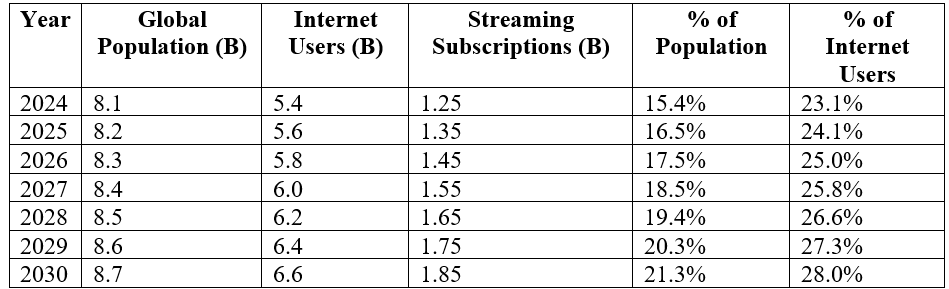 Year Global Population (B) Internet Users (B) Streaming Subscriptions (B) % of Population % of Internet Users
2024 8.1 5.4 1.25 15.4% 23.1%
2025 8.2 5.6 1.35 16.5% 24.1%
2026 8.3 5.8 1.45 17.5% 25.0%
2027 8.4 6.0 1.55 18.5% 25.8%
2028 8.5 6.2 1.65 19.4% 26.6%
2029 8.6 6.4 1.75 20.3% 27.3%
2030 8.7 6.6 1.85 21.3% 28.0%